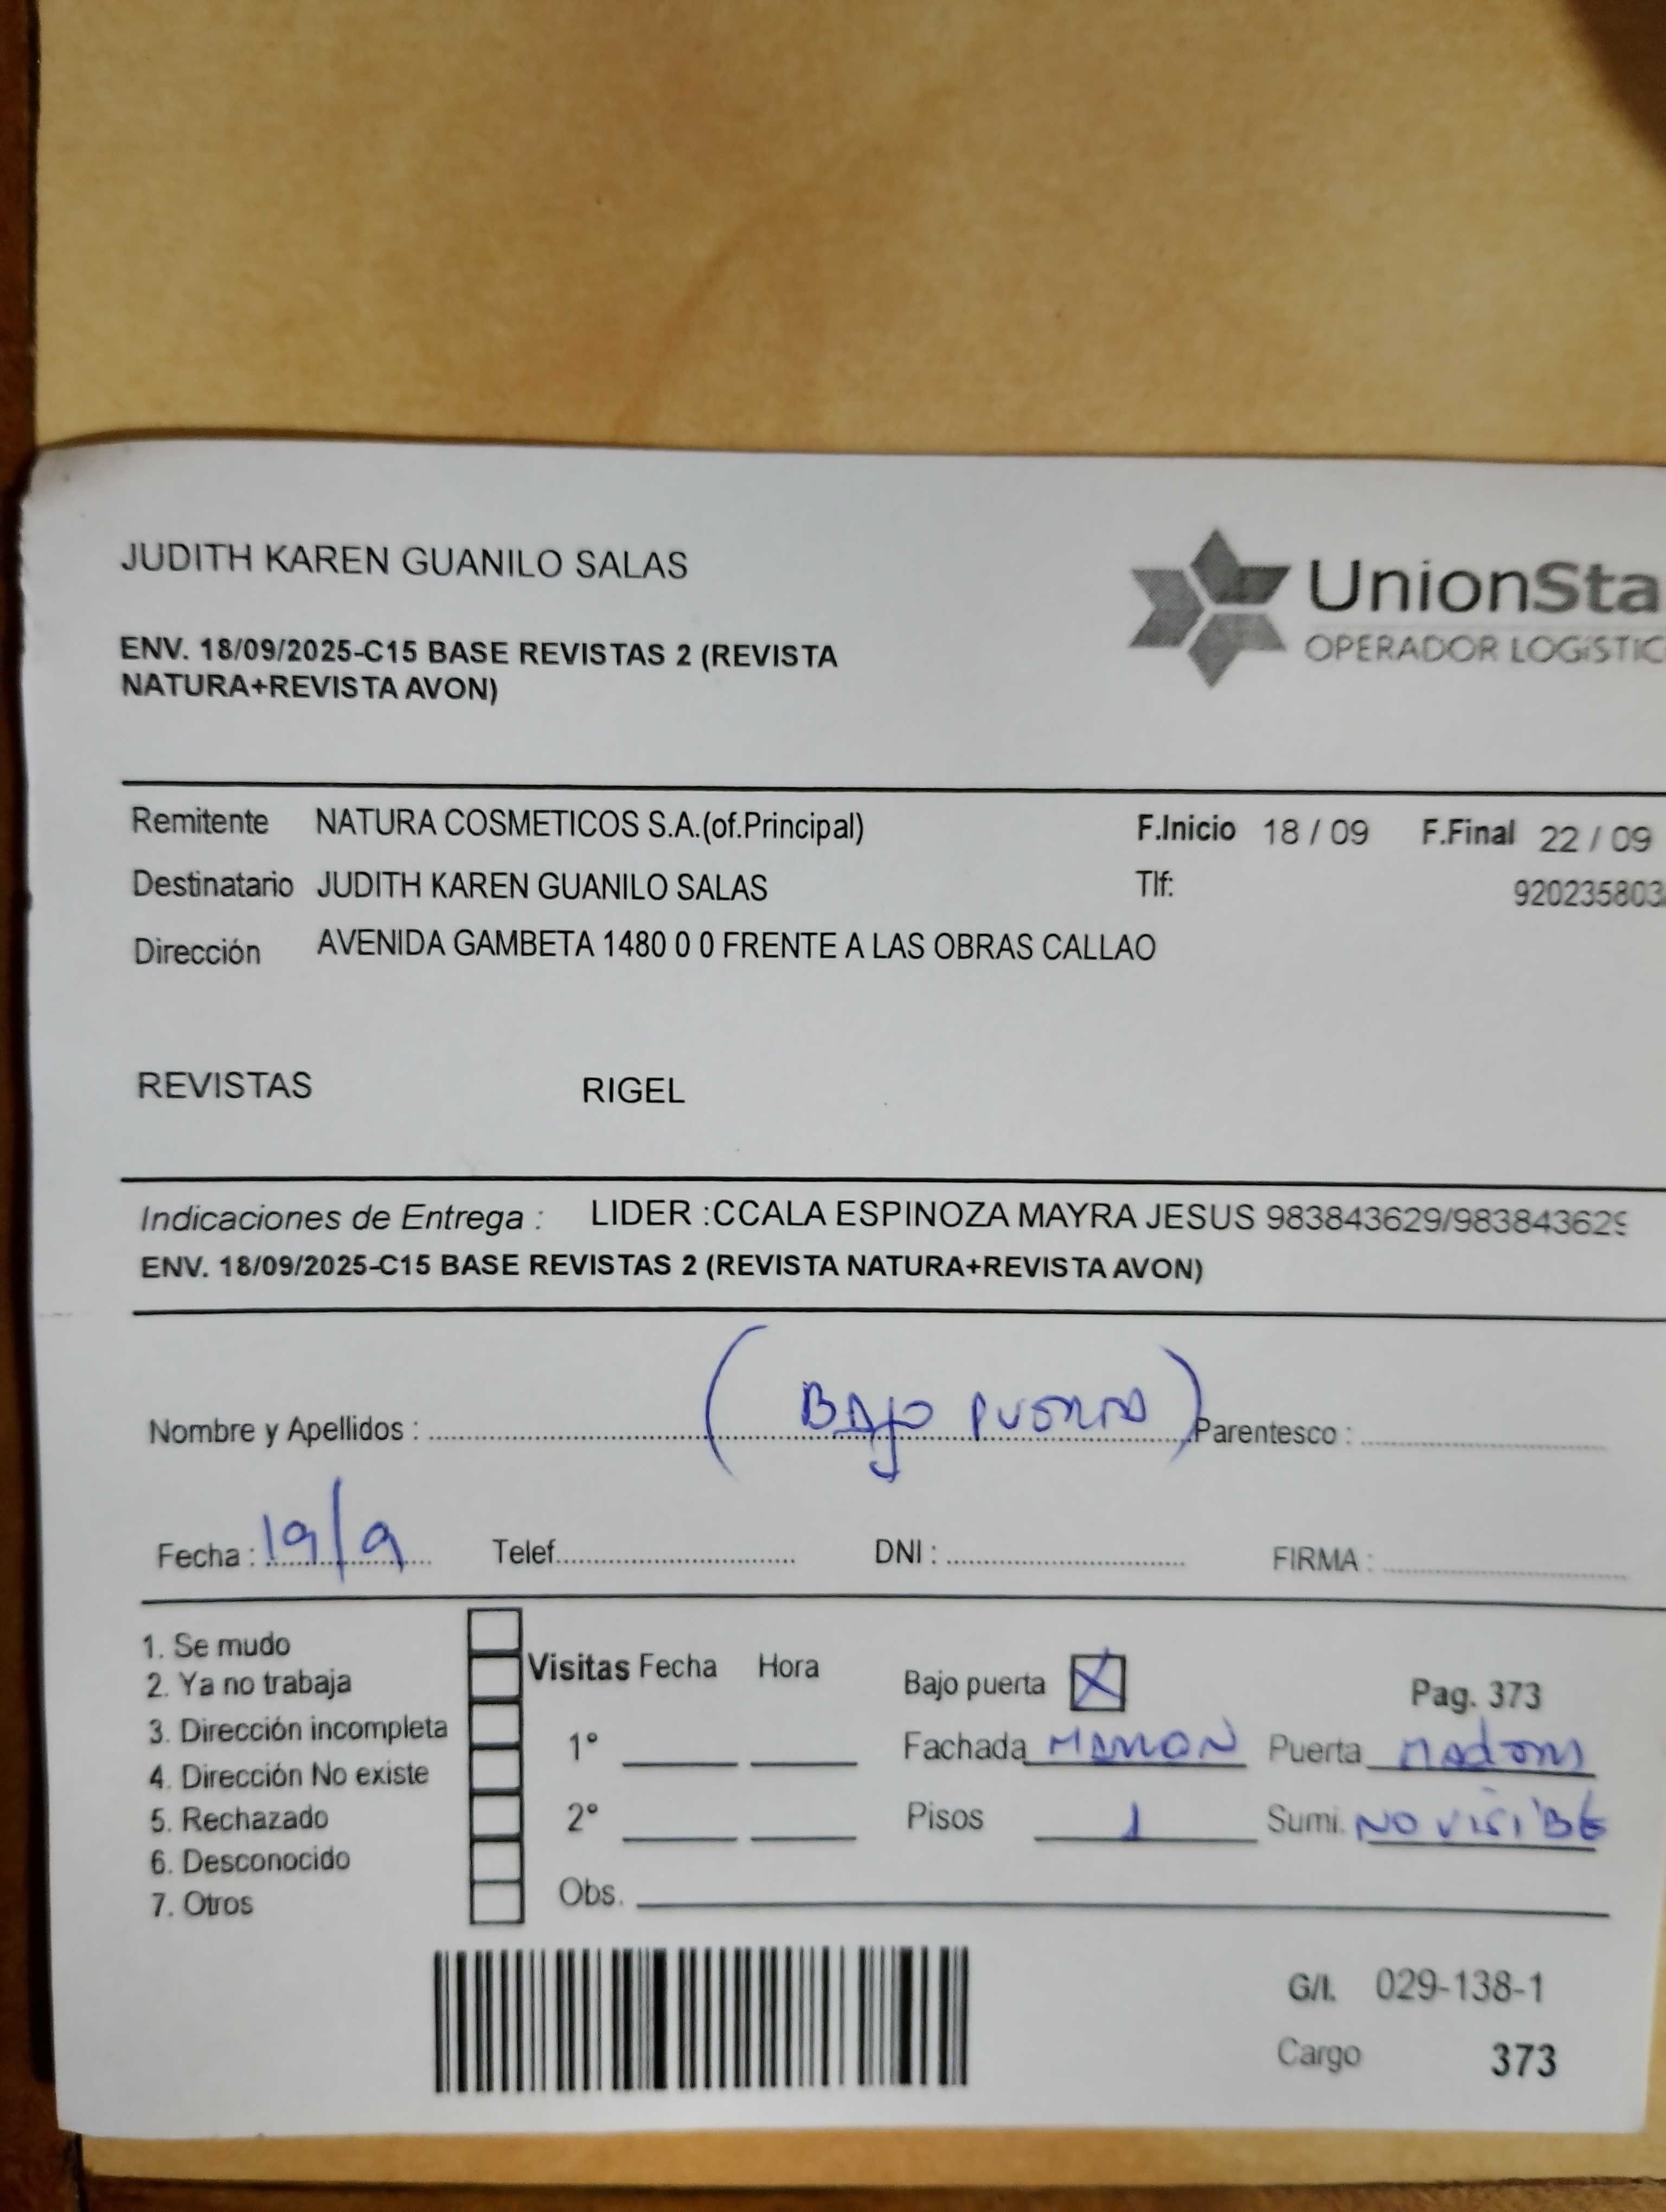 JUDITH KAREN GUANILO SALAS
UnionSta
OPERADOR LOGÍSTIC
ENV. 18/09/2025-C15 BASE REVISTAS 2 (REVISTA
NATURA+REVISTA AVON)
Remitente NATURA COSMETICOS S.A.(of.Principal) F.Inicio 18 / 09 F.Final 22 / 09
Destinatario JUDITH KAREN GUANILO SALAS Tlf: 920235803
Dirección AVENIDA GAMBETA 1480 0 0 FRENTE A LAS OBRAS CALLAO
REVISTAS RIGEL
Indicaciones de Entrega : LIDER :CCALA ESPINOZA MAYRA JESUS 983843629/983843629
ENV. 18/09/2025-C15 BASE REVISTAS 2 (REVISTA NATURA+REVISTA AVON)
Nombre y Apellidos : (BAJO PUERTA) Parentesco :
Fecha : 19/9 Telef. DNI : FIRMA :
1. Se mudo
2. Ya no trabaja
3. Dirección incompleta
4. Dirección No existe
5. Rechazado
6. Desconocido
7. Otros
Visitas Fecha Hora
1°
2°
Obs.
Bajo puerta X Pag. 373
Fachada MARRON Puerta MADERA
Pisos 1 Sumi. NO VISIBLE
G/I. 029-138-1
Cargo 373